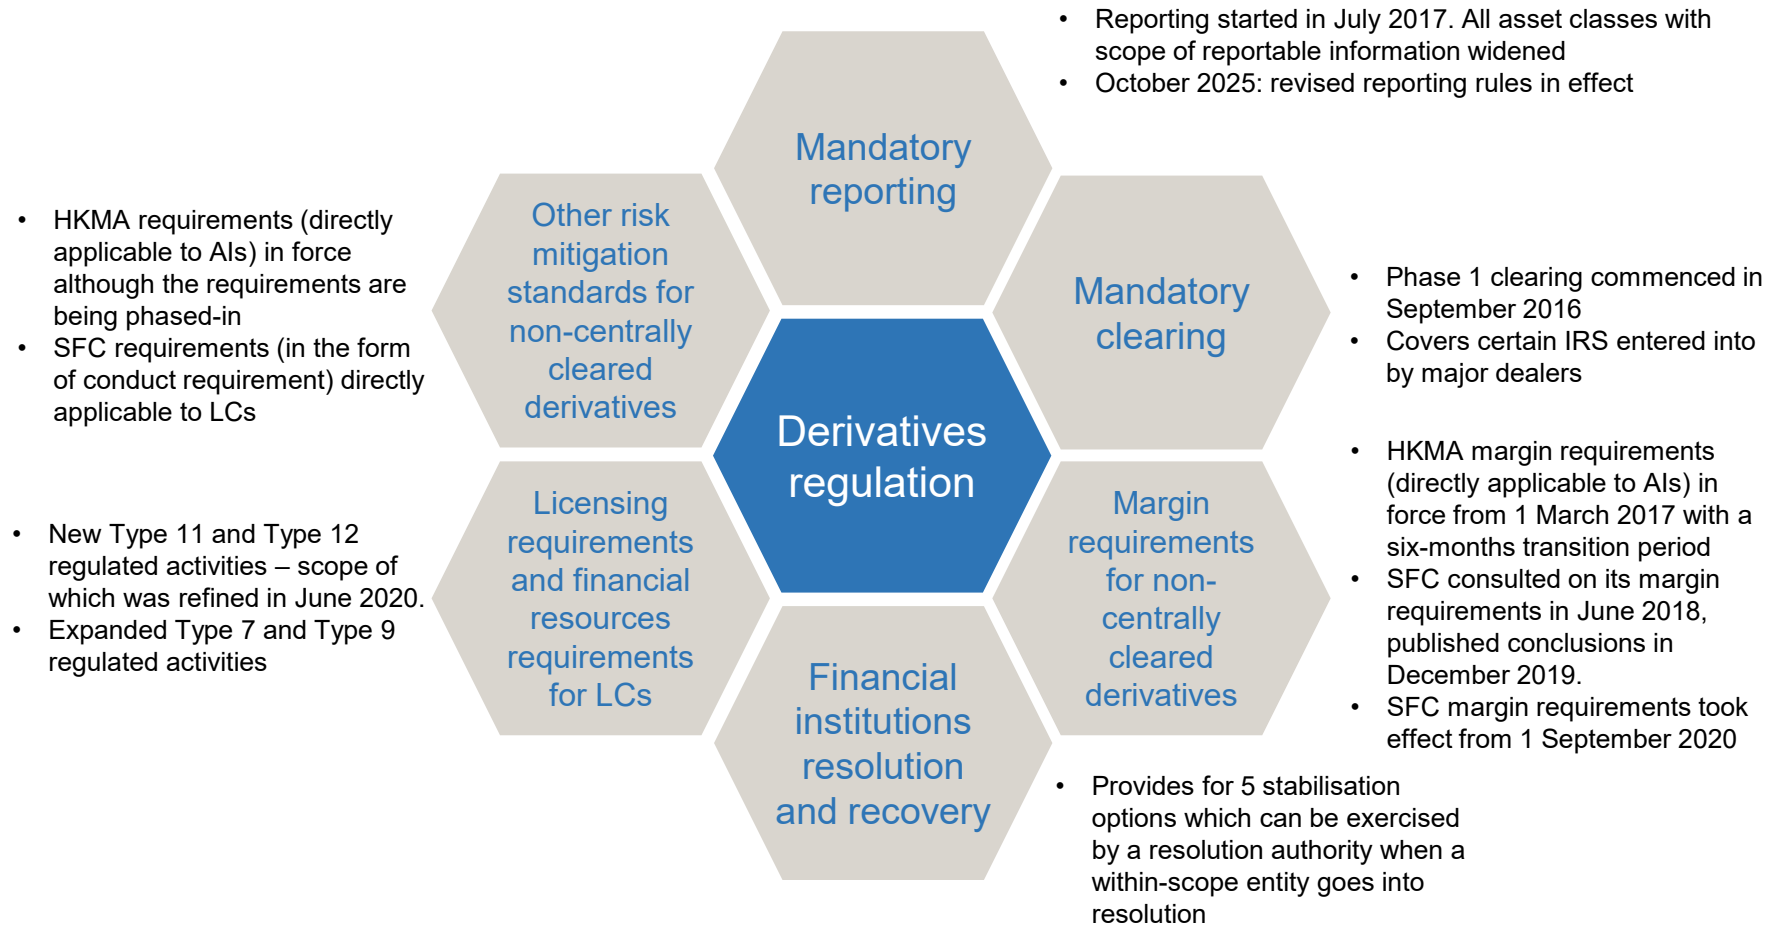 • Reporting started in July 2017. All asset classes with
scope of reportable information widened
• October 2025: revised reporting rules in effect
Mandatory
reporting
• HKMA requirements (directly
applicable to AIs) in force
although the requirements are
being phased-in
• SFC requirements (in the form
of conduct requirement) directly
applicable to LCs
Other risk
mitigation
standards for
non-centrally
cleared
derivatives
Mandatory
clearing
• Phase 1 clearing commenced in
September 2016
• Covers certain IRS entered into
by major dealers
Derivatives
regulation
• New Type 11 and Type 12
regulated activities – scope of
which was refined in June 2020.
• Expanded Type 7 and Type 9
regulated activities
Licensing
requirements
and financial
resources
requirements
for LCs
Margin
requirements
for non-
centrally
cleared
derivatives
• HKMA margin requirements
(directly applicable to AIs) in
force from 1 March 2017 with a
six-months transition period
• SFC consulted on its margin
requirements in June 2018,
published conclusions in
December 2019.
• SFC margin requirements took
effect from 1 September 2020
Financial
institutions
resolution
and recovery
• Provides for 5 stabilisation
options which can be exercised
by a resolution authority when a
within-scope entity goes into
resolution